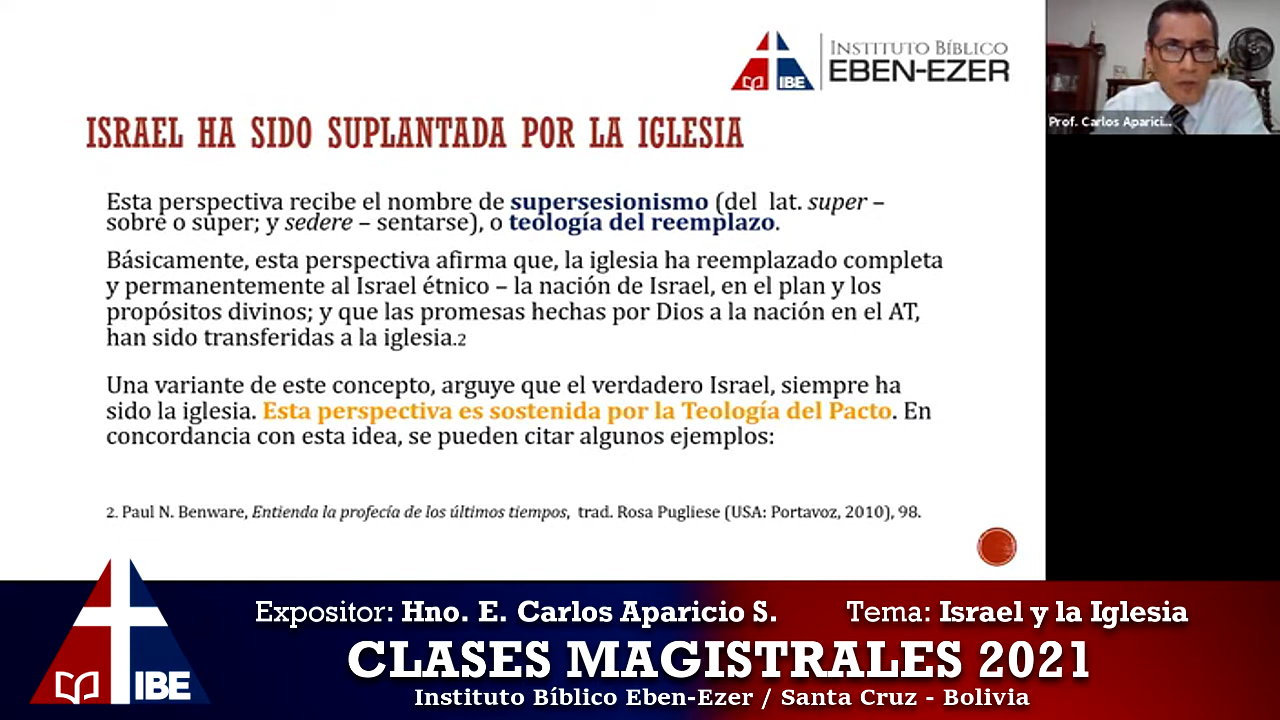 INSTITUTO BÍBLICO
EBEN-EZER
IBE
Prof. Carlos Aparici...
ISRAEL HA SIDO SUPLANTADA POR LA IGLESIA
Esta perspectiva recibe el nombre de supersesionismo (del lat. super –
sobre o súper; y sedere – sentarse), o teología del reemplazo.
Básicamente, esta perspectiva afirma que, la iglesia ha reemplazado completa
y permanentemente al Israel étnico – la nación de Israel, en el plan y los
propósitos divinos; y que las promesas hechas por Dios a la nación en el AT,
han sido transferidas a la iglesia.2
Una variante de este concepto, arguye que el verdadero Israel, siempre ha
sido la iglesia. Esta perspectiva es sostenida por la Teología del Pacto. En
concordancia con esta idea, se pueden citar algunos ejemplos:
2. Paul N. Benware, Entienda la profecía de los últimos tiempos, trad. Rosa Pugliese (USA: Portavoz, 2010), 98.
Expositor: Hno. E. Carlos Aparicio S. Tema: Israel y la Iglesia
CLASES MAGISTRALES 2021
Instituto Bíblico Eben-Ezer / Santa Cruz - Bolivia
IBE